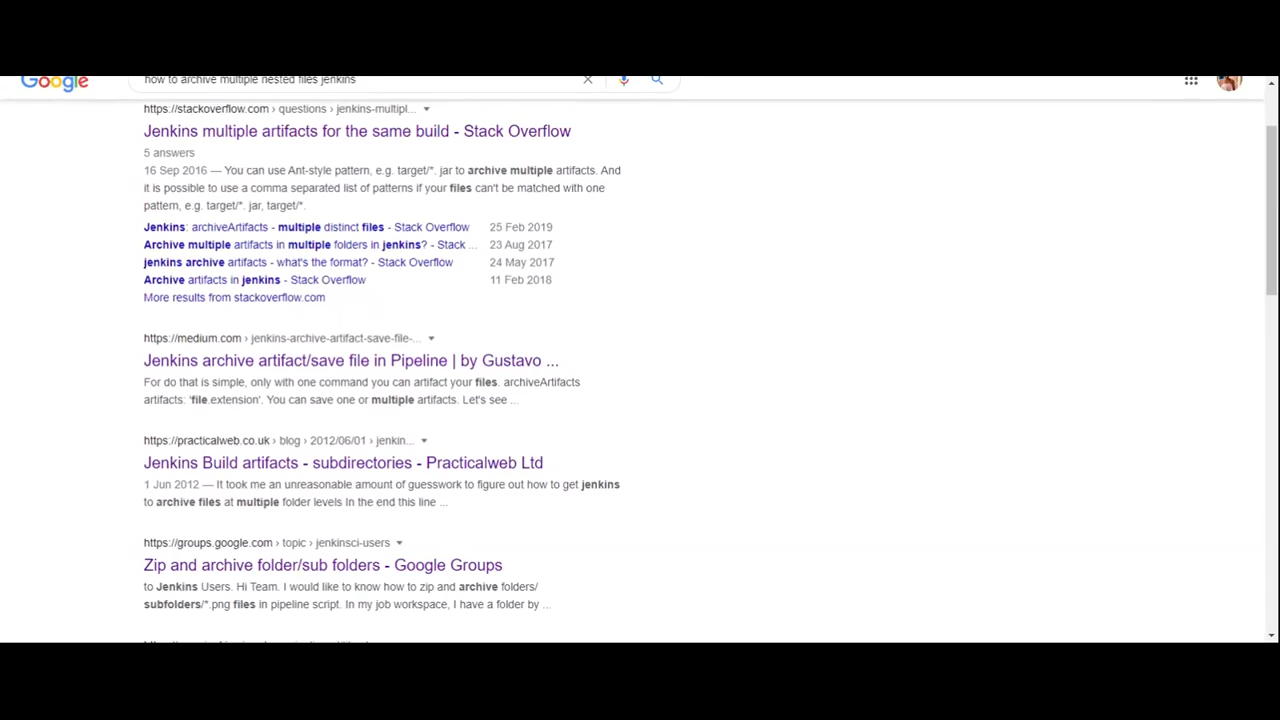 Google
how to archive multiple nested files jenkins
https://stackoverflow.com › questions › jenkins-multipl...
Jenkins multiple artifacts for the same build - Stack Overflow
5 answers
16 Sep 2016 — You can use Ant-style pattern, e.g. target/*. jar to archive multiple artifacts. And
it is possible to use a comma separated list of patterns if your files can't be matched with one
pattern, e.g. target/*. jar, target/*.
Jenkins: archiveArtifacts - multiple distinct files - Stack Overflow 25 Feb 2019
Archive multiple artifacts in multiple folders in jenkins? - Stack ... 23 Aug 2017
jenkins archive artifacts - what's the format? - Stack Overflow 24 May 2017
Archive artifacts in jenkins - Stack Overflow 11 Feb 2018
More results from stackoverflow.com
https://medium.com › jenkins-archive-artifact-save-file-...
Jenkins archive artifact/save file in Pipeline | by Gustavo ...
For do that is simple, only with one command you can artifact your files. archiveArtifacts
artifacts: 'file.extension'. You can save one or multiple artifacts. Let's see ...
https://practicalweb.co.uk › blog › 2012/06/01 › jenkin...
Jenkins Build artifacts - subdirectories - Practicalweb Ltd
1 Jun 2012 — It took me an unreasonable amount of guesswork to figure out how to get jenkins
to archive files at multiple folder levels In the end this line ...
https://groups.google.com › topic › jenkinsci-users
Zip and archive folder/sub folders - Google Groups
to Jenkins Users. Hi Team. I would like to know how to zip and archive folders/
subfolders/*.png files in pipeline script. In my job workspace, I have a folder by ...